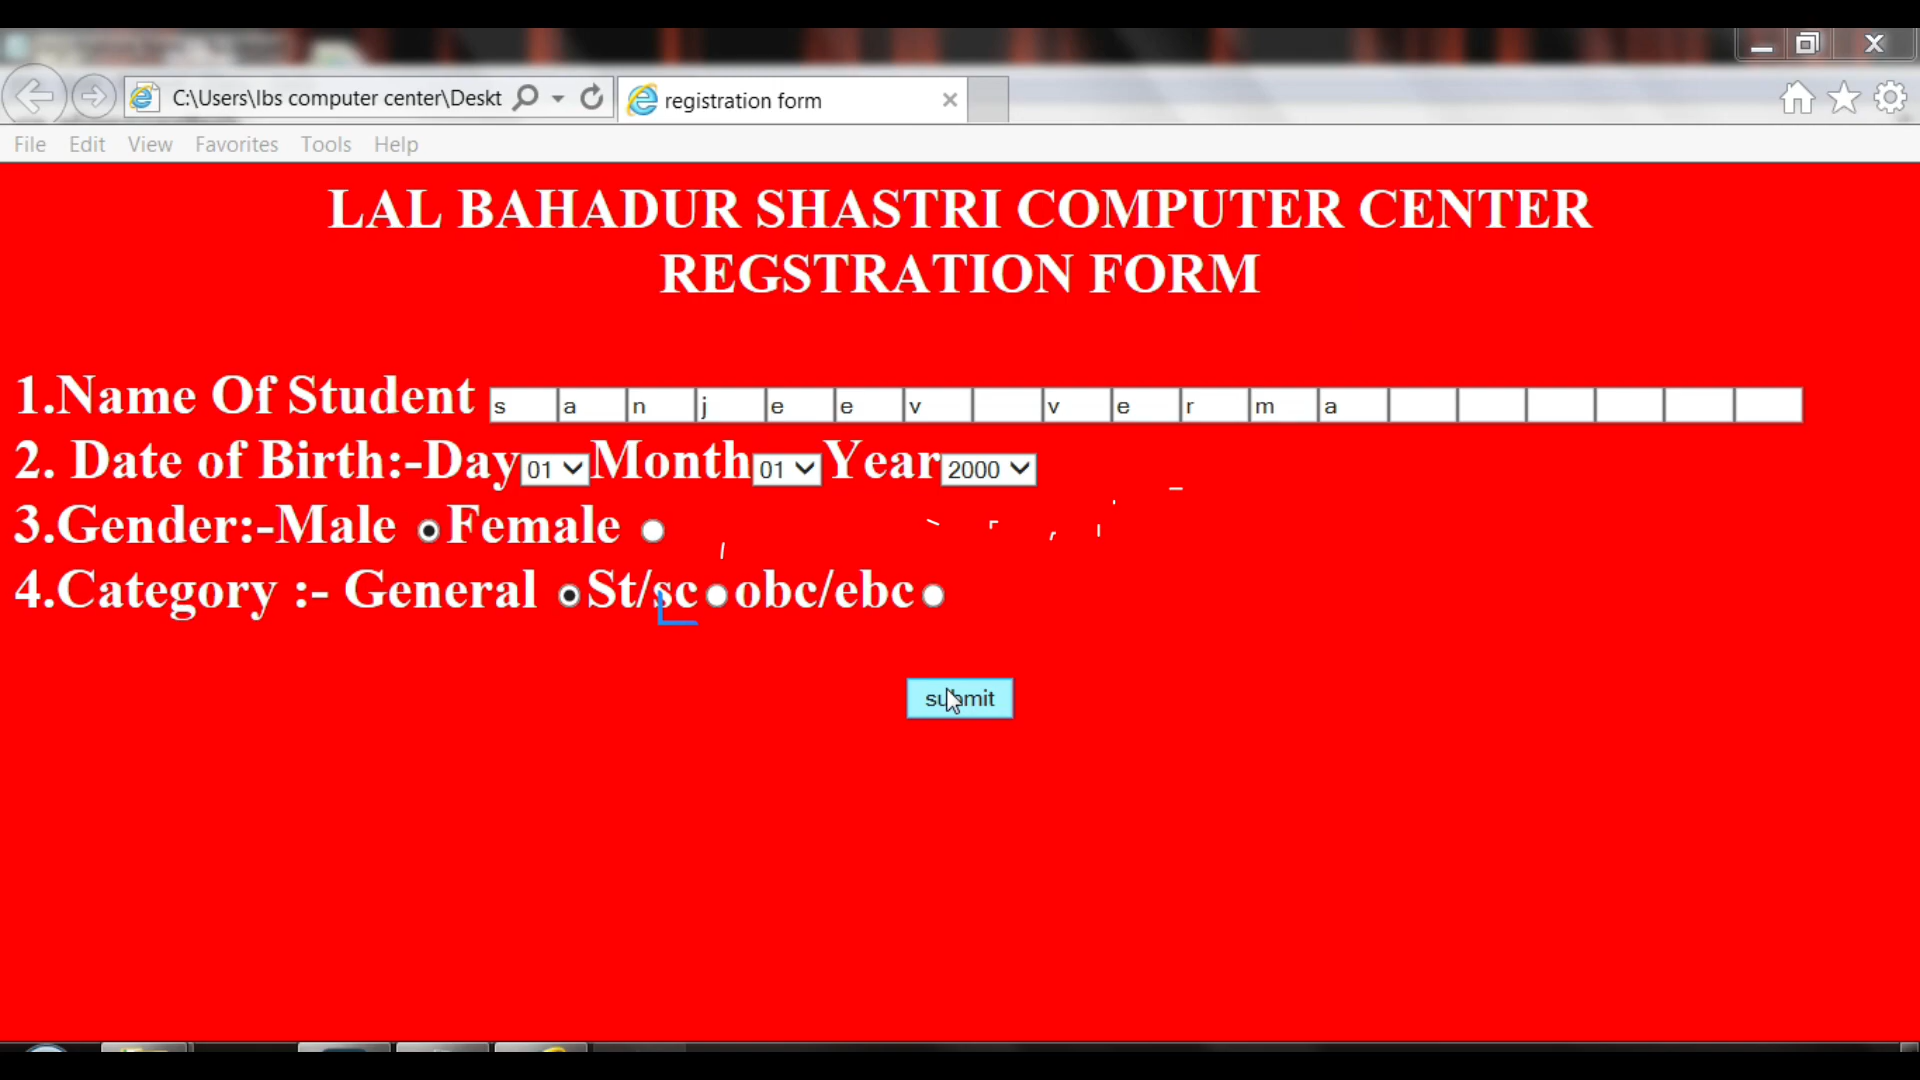 C:\Users\lbs computer center\Deskt
registration form
File Edit View Favorites Tools Help
LAL BAHADUR SHASTRI COMPUTER CENTER
REGSTRATION FORM
1.Name Of Student s a n j e e v v e r m a
2. Date of Birth:-Day 01 Month 01 Year 2000
3.Gender:-Male Female
4.Category :- General St/sc obc/ebc
submit